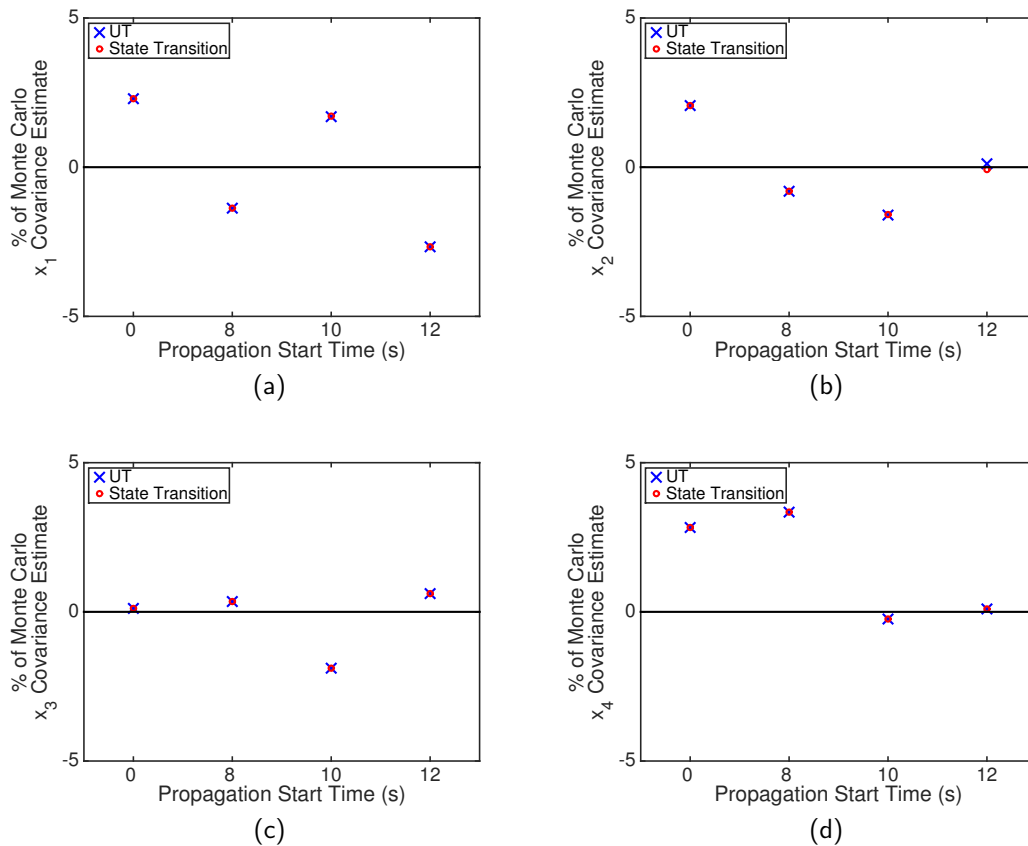 5
UT
State Transition
% of Monte Carlo
x1 Covariance Estimate
0
-5
0 8 10 12
Propagation Start Time (s)
(a)
5
UT
State Transition
% of Monte Carlo
x2 Covariance Estimate
0
-5
0 8 10 12
Propagation Start Time (s)
(b)
5
UT
State Transition
% of Monte Carlo
x3 Covariance Estimate
0
-5
0 8 10 12
Propagation Start Time (s)
(c)
5
UT
State Transition
% of Monte Carlo
x4 Covariance Estimate
0
-5
0 8 10 12
Propagation Start Time (s)
(d)